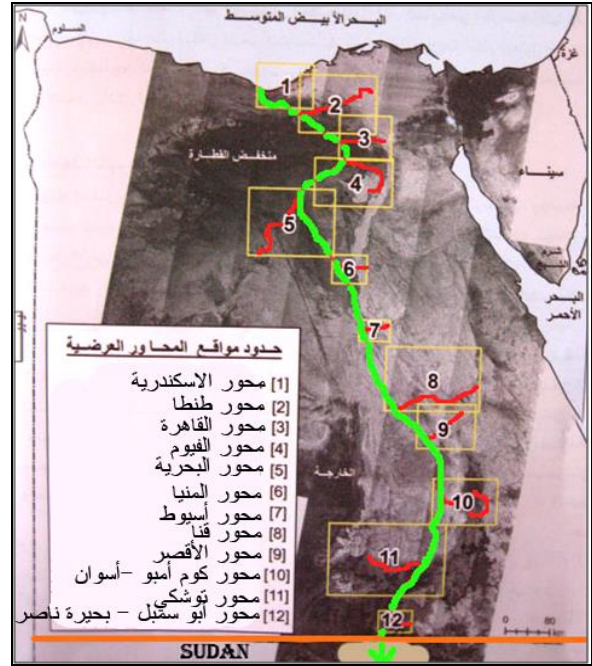 البحر الأبيض المتوسط
N
السلوم
غزة
1
2
3
منخفض القطارة
4
سيناء
5
شرم
الشيخ
6
البحر
الأحمر
7
حدود مواقع المحاور العرضية
[1] محور الاسكندرية
[2] محور طنطا
[3] محور القاهرة
[4] محور الفيوم
[5] محور البحرية
[6] محور المنيا
[7] محور أسيوط
[8] محور قنا
[9] محور الأقصر
[10] محور كوم أمبو -أسوان
[11] محور توشكي
[12] محور أبو سمبل - بحيرة ناصر
8
9
الخارجة
10
11
12
0 80
km
SUDAN